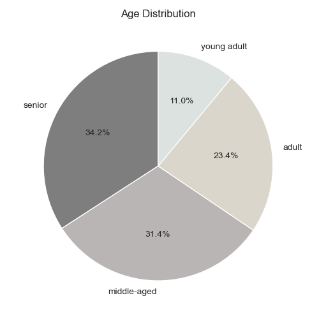 Age Distribution
young adult
11.0%
senior
34.2%
adult
23.4%
31.4%
middle-aged